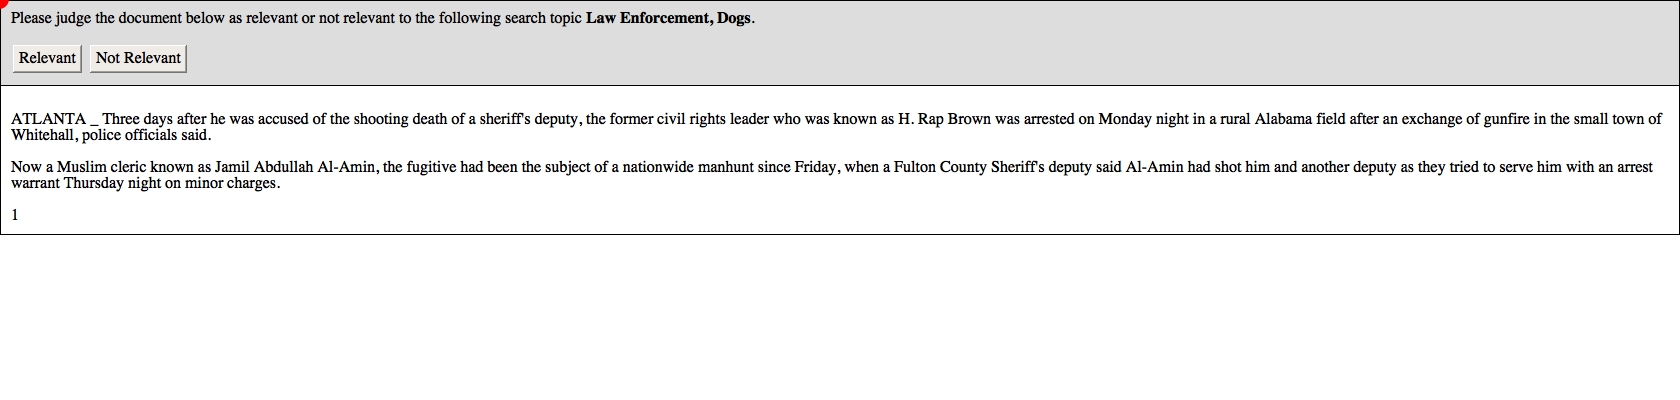 Please judge the document below as relevant or not relevant to the following search topic Law Enforcement, Dogs.
Relevant Not Relevant
ATLANTA _ Three days after he was accused of the shooting death of a sheriff's deputy, the former civil rights leader who was known as H. Rap Brown was arrested on Monday night in a rural Alabama field after an exchange of gunfire in the small town of
Whitehall, police officials said.
Now a Muslim cleric known as Jamil Abdullah Al-Amin, the fugitive had been the subject of a nationwide manhunt since Friday, when a Fulton County Sheriff's deputy said Al-Amin had shot him and another deputy as they tried to serve him with an arrest
warrant Thursday night on minor charges.
1